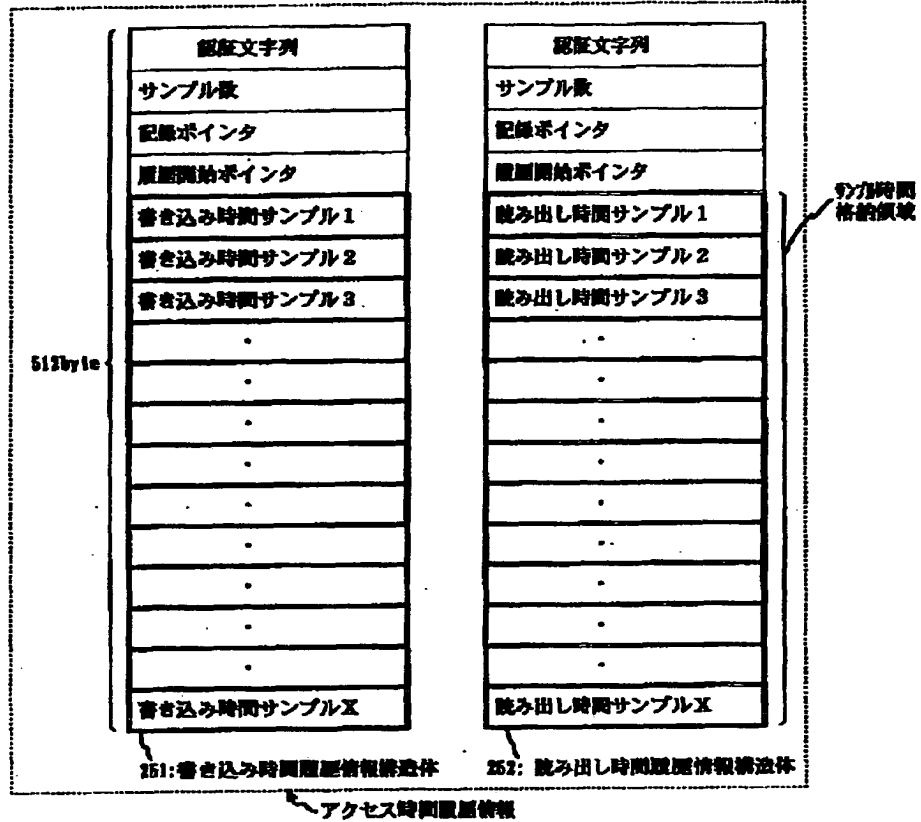 認証文字列
サンプル数
記録ポインタ
履歴開始ポインタ
書き込み時間サンプル1
書き込み時間サンプル2
書き込み時間サンプル3
・
・
・
・
・
・
・
・
・
書き込み時間サンプルX
512byte
251:書き込み時間履歴情報構造体
認証文字列
サンプル数
記録ポインタ
履歴開始ポインタ
読み出し時間サンプル1
読み出し時間サンプル2
読み出し時間サンプル3
・
・
・
・
・
・
・
・
・
読み出し時間サンプルX
サンプル時間
格納領域
252: 読み出し時間履歴情報構造体
アクセス時間履歴情報